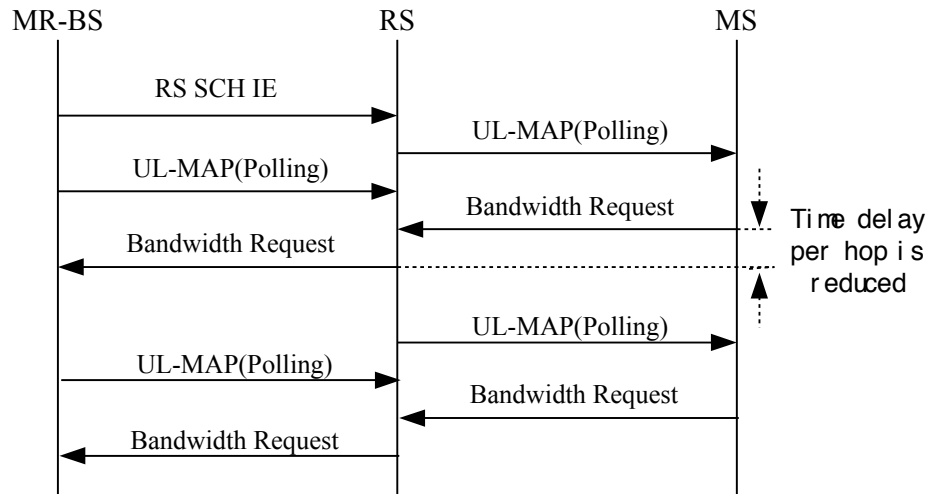 MR-BS
RS
MS
RS SCH IE
UL-MAP(Polling)
UL-MAP(Polling)
Bandwidth Request
Bandwidth Request
Time delay
per hop is
reduced
UL-MAP(Polling)
UL-MAP(Polling)
Bandwidth Request
Bandwidth Request